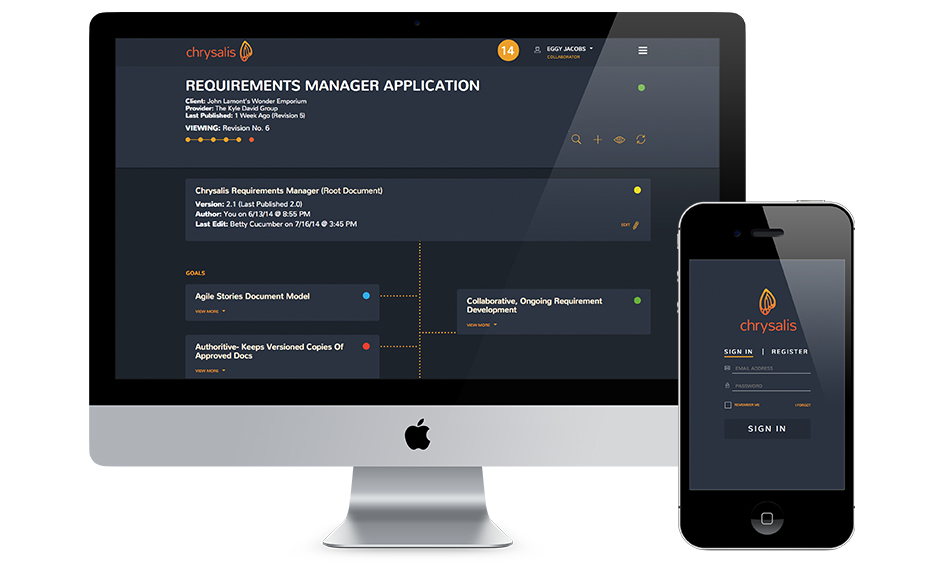 chrysalis
14
EGGY JACOBS
COLLABORATOR
REQUIREMENTS MANAGER APPLICATION
Client: John Lamont's Wonder Emporium
Provider: The Kyle David Group
Last Published: 1 Week Ago (Revision 5)
VIEWING: Revision No. 6
Chrysalis Requirements Manager (Root Document)
Version: 2.1 (Last Published 2.0)
Author: You on 6/13/14 @ 8:55 PM
Last Edit: Betty Cucumber on 7/16/14 @ 3:45 PM
EDIT
GOALS
Agile Stories Document Model
VIEW MORE
Collaborative, Ongoing Requirement
Development
VIEW MORE
Authoritive- Keeps Versioned Copies Of
Approved Docs
VIEW MORE
chrysalis
SIGN IN | REGISTER
EMAIL ADDRESS
PASSWORD
REMEMBER ME
I FORGOT
SIGN IN